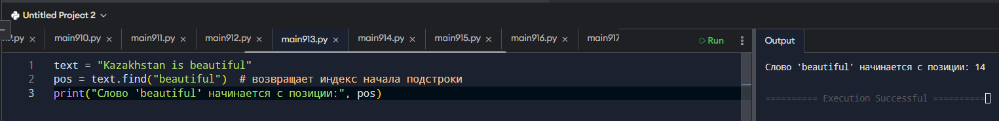 Untitled Project 2
.py × main910.py × main911.py × main912.py × main913.py × main914.py × main915.py × main916.py × main917
Run
Output
1 text = "Kazakhstan is beautiful"
2 pos = text.find("beautiful")  # возвращает индекс начала подстроки
3 print("Слово 'beautiful' начинается с позиции:", pos)
Слово 'beautiful' начинается с позиции: 14
========== Execution Successful ==========